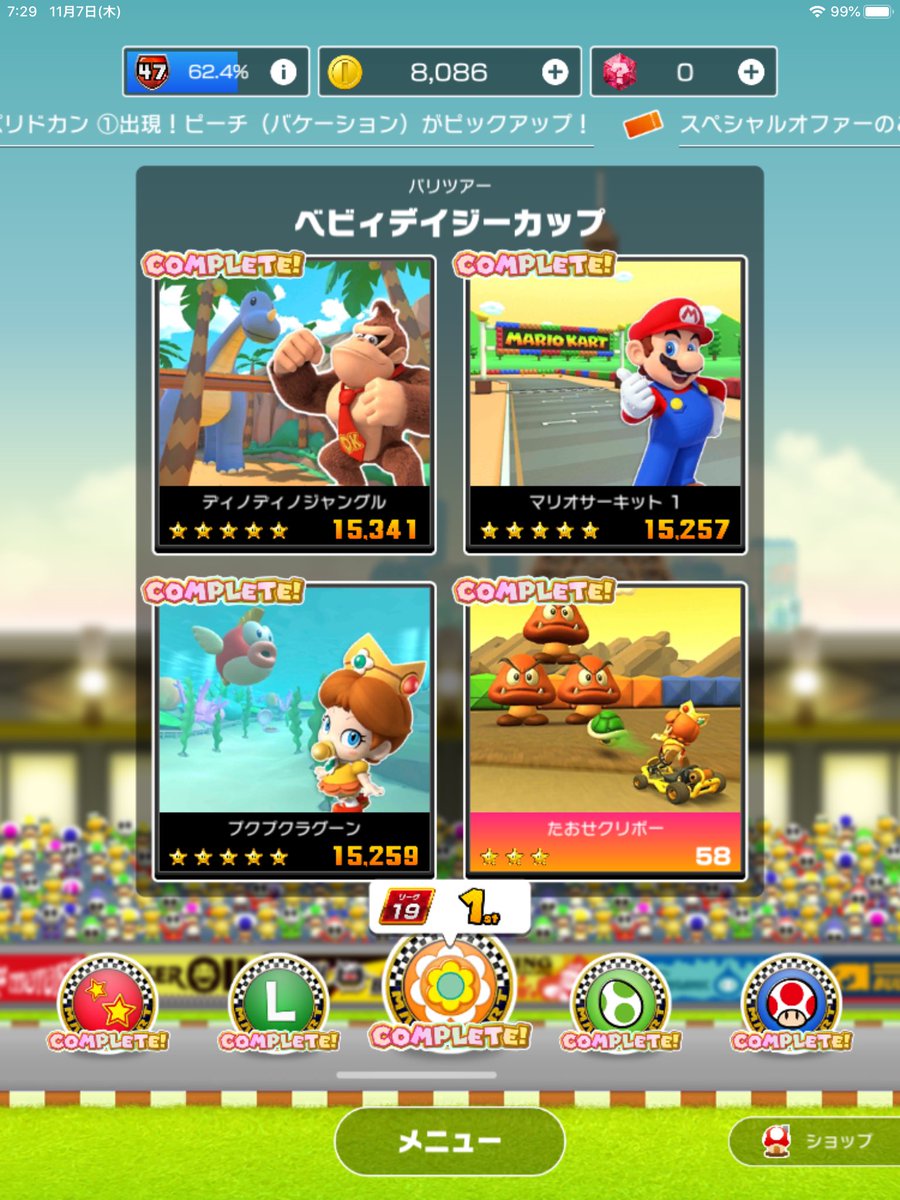 7:29 11月7日(木)
99%
47 62.4% i
8,086
0
パリドカン ①出現！ピーチ（バケーション）がピックアップ！
スペシャルオファーの
パリツアー
ベビィデイジーカップ
COMPLETE!
COMPLETE!
MARIO KART
M
DK
ディノディノジャングル
15,341
マリオサーキット 1
15,257
COMPLETE!
COMPLETE!
プクプクラグーン
15,259
たおせクリボー
58
リーグ
19
1st
L
COMPLETE!
COMPLETE!
COMPLETE!
COMPLETE!
COMPLETE!
メニュー
ショップ